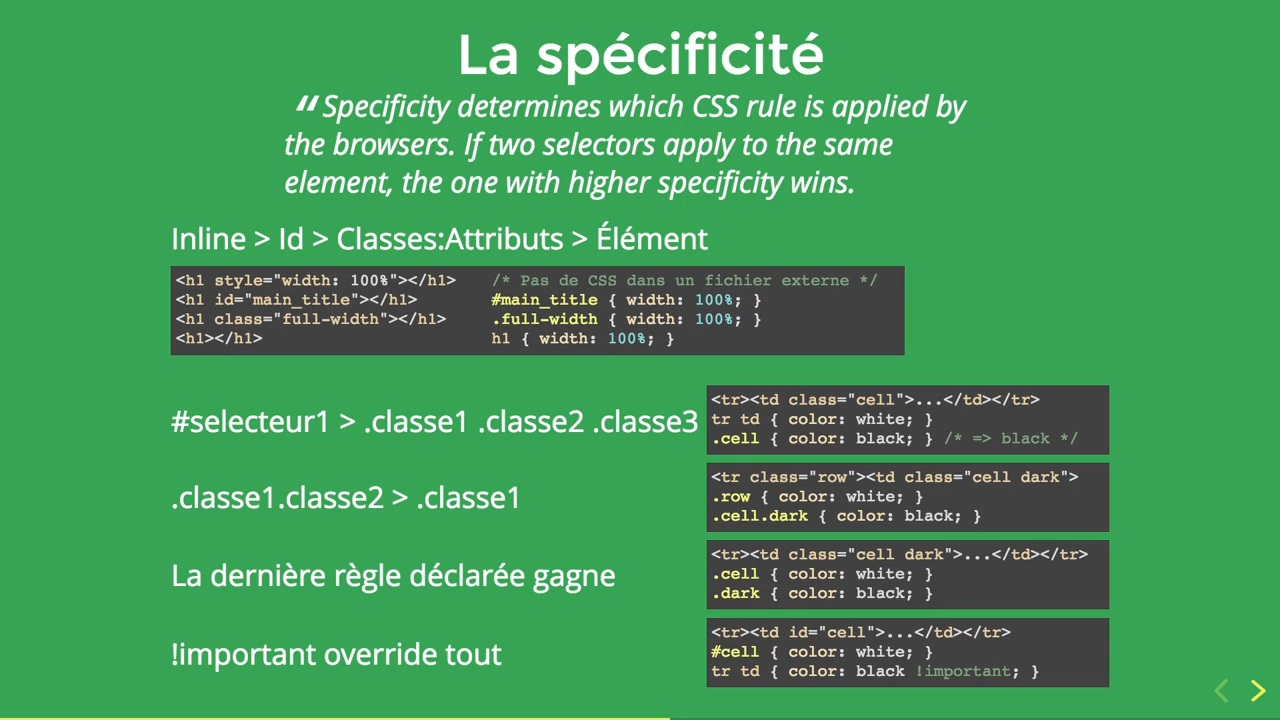 La spécificité
“ Specificity determines which CSS rule is applied by
the browsers. If two selectors apply to the same
element, the one with higher specificity wins.
Inline > Id > Classes:Attributs > Élément
<h1 style="width: 100%"></h1> /* Pas de CSS dans un fichier externe */
<h1 id="main_title"></h1> #main_title { width: 100%; }
<h1 class="full-width"></h1> .full-width { width: 100%; }
<h1></h1> h1 { width: 100%; }
#selecteur1 > .classe1 .classe2 .classe3
<tr><td class="cell">...</td></tr>
tr td { color: white; }
.cell { color: black; } /* => black */
.classe1.classe2 > .classe1
<tr class="row"><td class="cell dark">
.row { color: white; }
.cell.dark { color: black; }
La dernière règle déclarée gagne
<tr><td class="cell dark">...</td></tr>
.cell { color: white; }
.dark { color: black; }
!important override tout
<tr><td id="cell">...</td></tr>
#cell { color: white; }
tr td { color: black !important; }